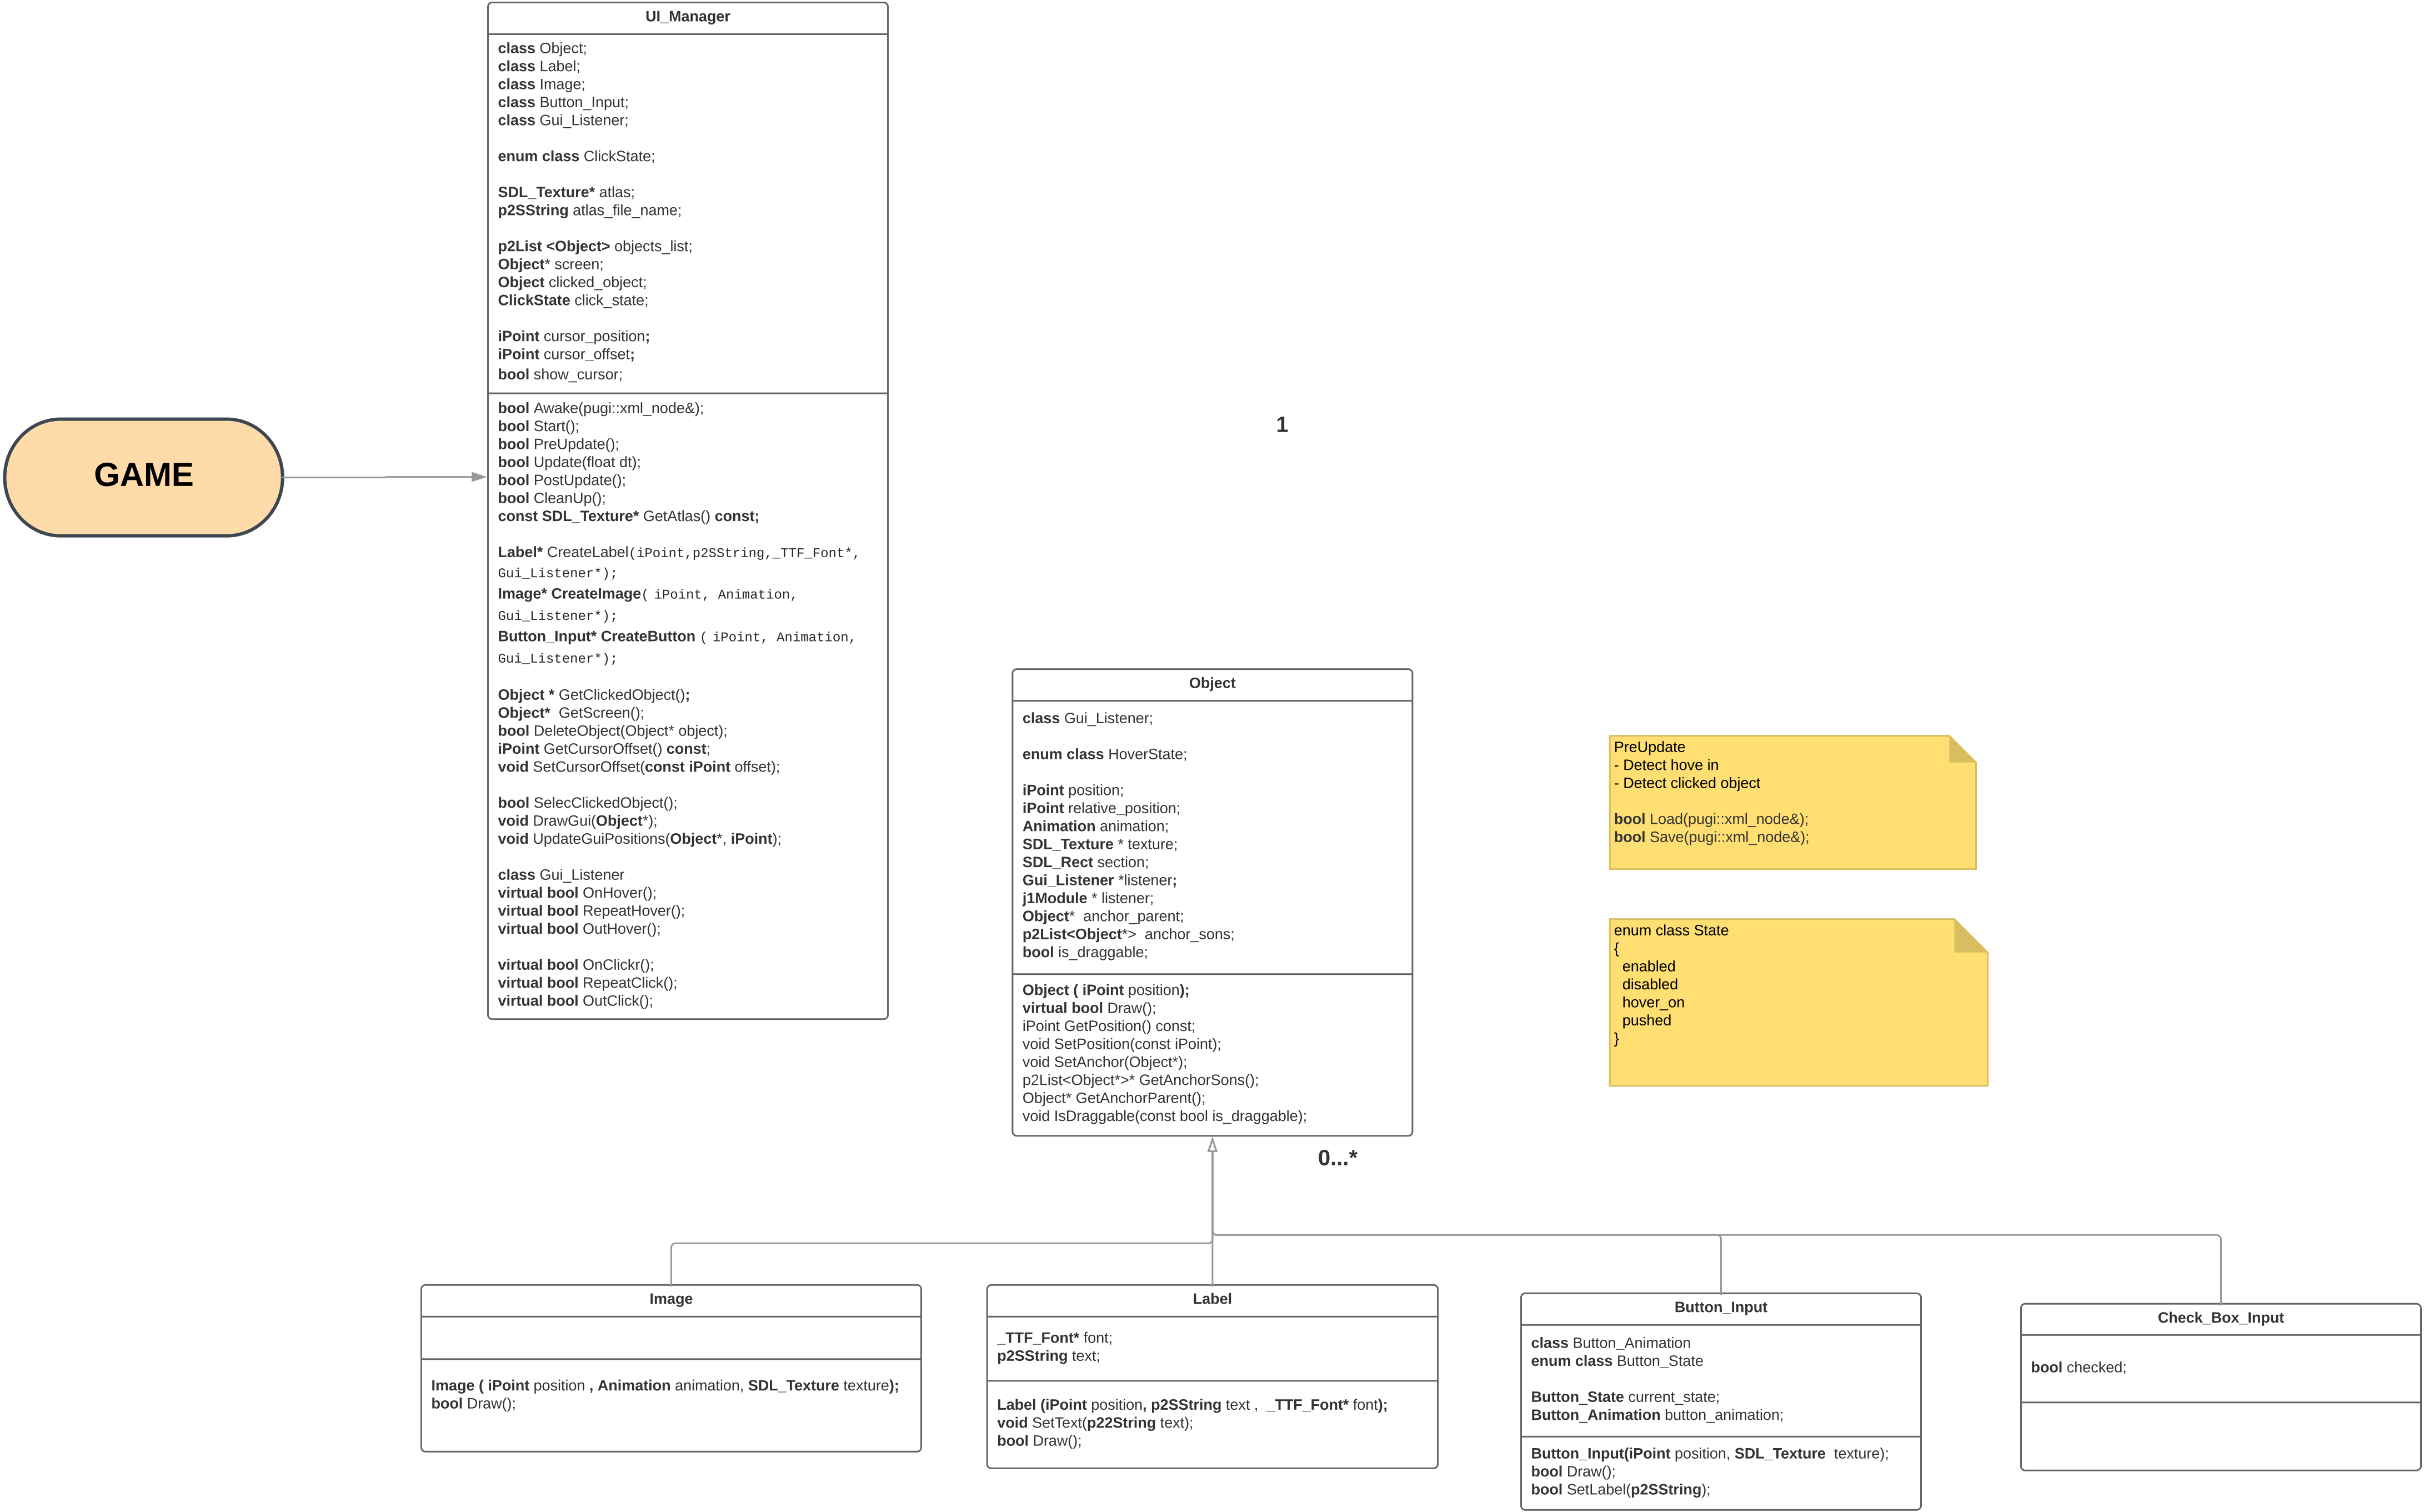 UI_Manager
class Object;
class Label;
class Image;
class Button_Input;
class Gui_Listener;
enum class ClickState;
SDL_Texture* atlas;
p2SString atlas_file_name;
p2List <Object> objects_list;
Object* screen;
Object clicked_object;
ClickState click_state;
iPoint cursor_position;
iPoint cursor_offset;
bool show_cursor;
bool Awake(pugi::xml_node&);
bool Start();
bool PreUpdate();
bool Update(float dt);
bool PostUpdate();
bool CleanUp();
const SDL_Texture* GetAtlas() const;
Label* CreateLabel(iPoint,p2SString,_TTF_Font*,
Gui_Listener*);
Image* CreateImage( iPoint, Animation,
Gui_Listener*);
Button_Input* CreateButton ( iPoint, Animation,
Gui_Listener*);
Object * GetClickedObject();
Object*  GetScreen();
bool DeleteObject(Object* object);
iPoint GetCursorOffset() const;
void SetCursorOffset(const iPoint offset);
bool SelecClickedObject();
void DrawGui(Object*);
void UpdateGuiPositions(Object*, iPoint);
class Gui_Listener
virtual bool OnHover();
virtual bool RepeatHover();
virtual bool OutHover();
virtual bool OnClickr();
virtual bool RepeatClick();
virtual bool OutClick();
GAME
1
Object
class Gui_Listener;
enum class HoverState;
iPoint position;
iPoint relative_position;
Animation animation;
SDL_Texture * texture;
SDL_Rect section;
Gui_Listener *listener;
j1Module * listener;
Object*  anchor_parent;
p2List<Object*>  anchor_sons;
bool is_draggable;
Object ( iPoint position);
virtual bool Draw();
iPoint GetPosition() const;
void SetPosition(const iPoint);
void SetAnchor(Object*);
p2List<Object*>* GetAnchorSons();
Object* GetAnchorParent();
void IsDraggable(const bool is_draggable);
0...*
PreUpdate
- Detect hove in
- Detect clicked object
bool Load(pugi::xml_node&);
bool Save(pugi::xml_node&);
enum class State
{
enabled
disabled
hover_on
pushed
}
Image
Image ( iPoint position , Animation animation, SDL_Texture texture);
bool Draw();
Label
_TTF_Font* font;
p2SString text;
Label (iPoint position, p2SString text ,  _TTF_Font* font);
void SetText(p22String text);
bool Draw();
Button_Input
class Button_Animation
enum class Button_State
Button_State current_state;
Button_Animation button_animation;
Button_Input(iPoint position, SDL_Texture  texture);
bool Draw();
bool SetLabel(p2SString);
Check_Box_Input
bool checked;